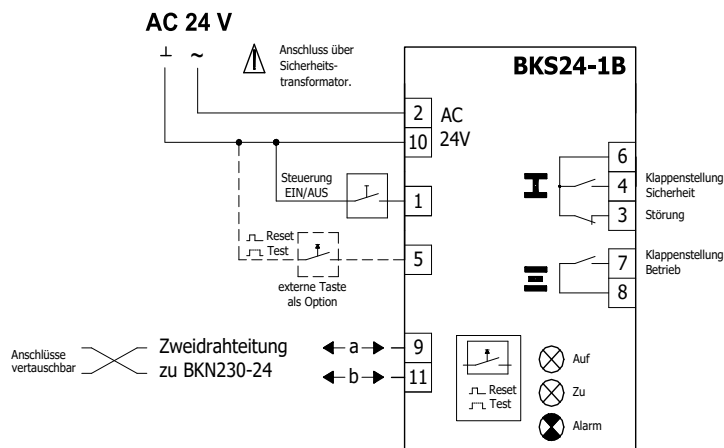 AC 24 V
⊥ ~
Anschluss über
Sicherheits-
transformator.
BKS24-1B
2
AC
24V
10
6
Steuerung
EIN/AUS
1
4
Klappenstellung
Sicherheit
3
Störung
Reset
Test
5
externe Taste
als Option
7
Klappenstellung
Betrieb
8
Anschlüsse
vertauschbar
Zweidrahteitung
zu BKN230-24
a
9
b
11
Reset
Test
Auf
Zu
Alarm